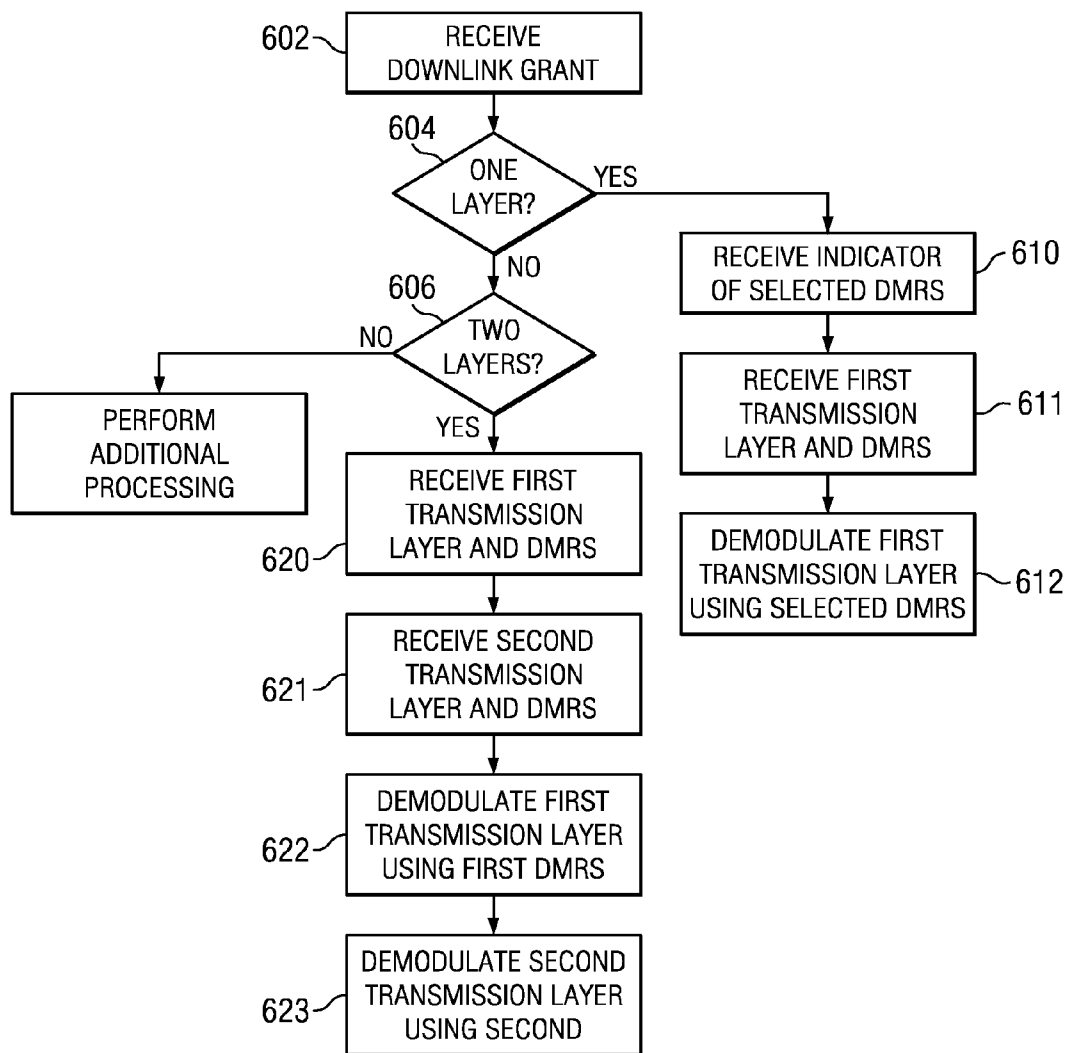 602
RECEIVE
DOWNLINK GRANT
604
ONE
LAYER?
YES
NO
RECEIVE INDICATOR
OF SELECTED DMRS
610
606
TWO
LAYERS?
NO
YES
RECEIVE FIRST
TRANSMISSION
LAYER AND DMRS
611
PERFORM
ADDITIONAL
PROCESSING
RECEIVE FIRST
TRANSMISSION
LAYER AND DMRS
620
DEMODULATE FIRST
TRANSMISSION LAYER
USING SELECTED DMRS
612
RECEIVE SECOND
TRANSMISSION
LAYER AND DMRS
621
DEMODULATE FIRST
TRANSMISSION LAYER
USING FIRST DMRS
622
DEMODULATE SECOND
TRANSMISSION LAYER
USING SECOND
623